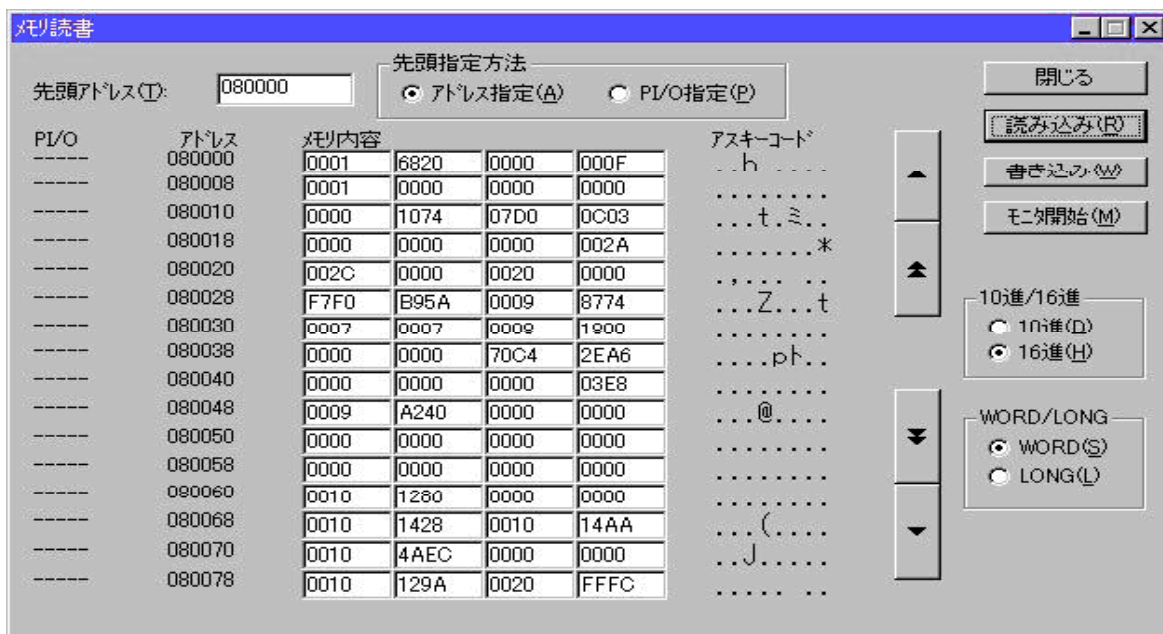 メモリ読書
先頭アドレス(T): 080000
先頭指定方法
アドレス指定(A) PI/O指定(P)
閉じる
読み込み(R)
書き込み(W)
モニタ開始(M)
PI/O アドレス メモリ内容 アスキーコード
----- 080000 0001 6820 0000 000F ..h .....
----- 080008 0001 0000 0000 0000 ........
----- 080010 0000 1074 07D0 0C03 ...t.ミ..
----- 080018 0000 0000 0000 002A .......*
----- 080020 002C 0000 0020 0000 .,... ..
----- 080028 F7F0 B95A 0009 8774 ...Z...t
----- 080030 0007 0007 0009 1900 ........
----- 080038 0000 0000 70C4 2EA6 ....pト..
----- 080040 0000 0000 0000 03E8 ........
----- 080048 0009 A240 0000 0000 ...@....
----- 080050 0000 0000 0000 0000 ........
----- 080058 0000 0000 0000 0000 ........
----- 080060 0010 1280 0000 0000 ........
----- 080068 0010 1428 0010 14AA ...(....
----- 080070 0010 4AEC 0000 0000 ..J.....
----- 080078 0010 129A 0020 FFFC ..... ..
10進/16進
10進(D)
16進(H)
WORD/LONG
WORD(S)
LONG(L)